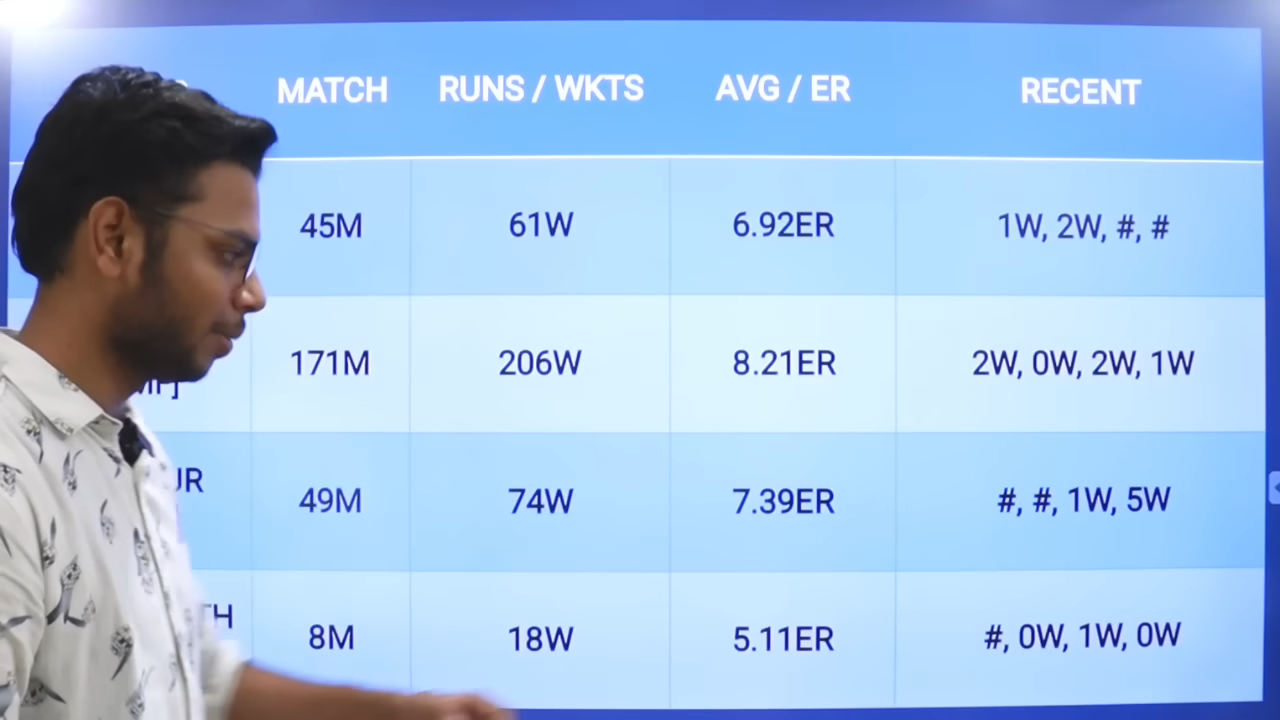 MATCH RUNS / WKTS AVG / ER RECENT
45M 61W 6.92ER 1W, 2W, #, #
171M 206W 8.21ER 2W, 0W, 2W, 1W
49M 74W 7.39ER #, #, 1W, 5W
8M 18W 5.11ER #, 0W, 1W, 0W